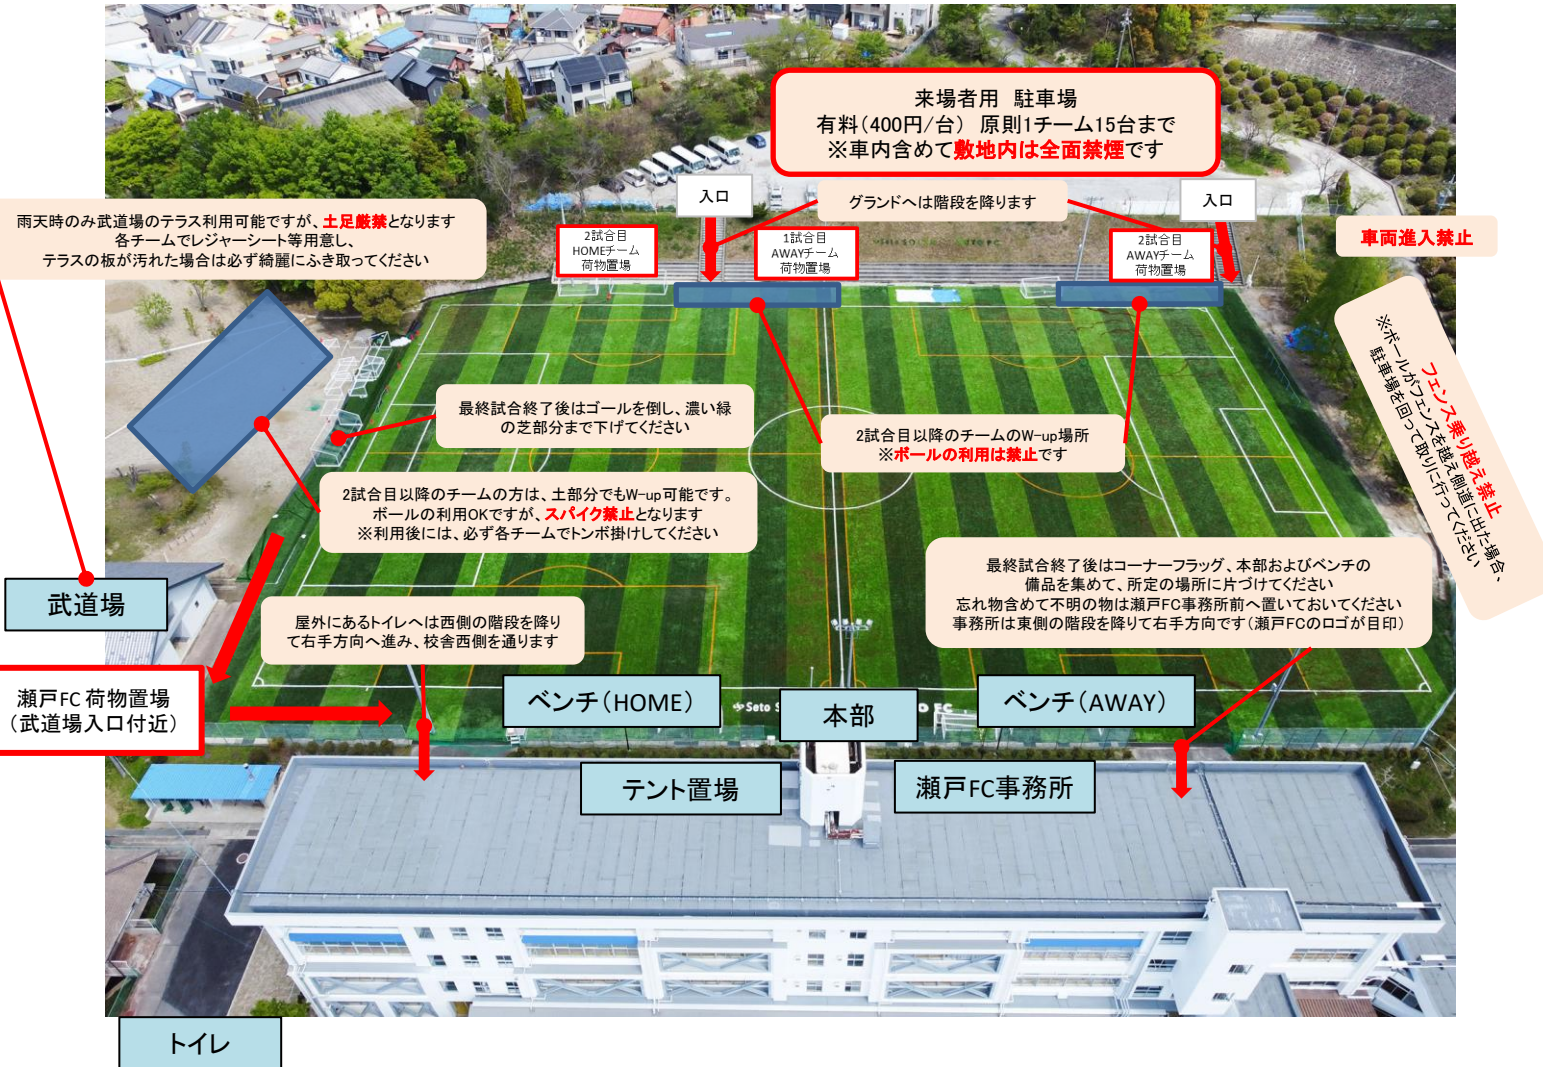 来場者用 駐車場
有料（400円/台） 原則1チーム15台まで
※車内含めて敷地内は全面禁煙です
入口
グランドへは階段を降ります
入口
雨天時のみ武道場のテラス利用可能ですが、土足厳禁となります
各チームでレジャーシート等用意し、
テラスの板が汚れた場合は必ず綺麗にふき取ってください
2試合目
HOMEチーム
荷物置場
1試合目
AWAYチーム
荷物置場
2試合目
AWAYチーム
荷物置場
車両進入禁止
フェンス乗り越え禁止
※ボールがフェンスを越え側道に出た場合、
駐車場を回って取りに行ってください
最終試合終了後はゴールを倒し、濃い緑
の芝部分まで下げてください
2試合目以降のチームのW-up場所
※ボールの利用は禁止です
2試合目以降のチームの方は、土部分でもW-up可能です。
ボールの利用OKですが、スパイク禁止となります
※利用後には、必ず各チームでトンボ掛けしてください
最終試合終了後はコーナーフラッグ、本部およびベンチの
備品を集めて、所定の場所に片づけてください
忘れ物含めて不明の物は瀬戸FC事務所前へ置いておいてください
事務所は東側の階段を降りて右手方向です（瀬戸FCのロゴが目印）
武道場
屋外にあるトイレへは西側の階段を降り
て右手方向へ進み、校舎西側を通ります
瀬戸FC 荷物置場
（武道場入口付近）
ベンチ（HOME）
Seto S
本部
FC
ベンチ（AWAY）
テント置場
瀬戸FC事務所
トイレ